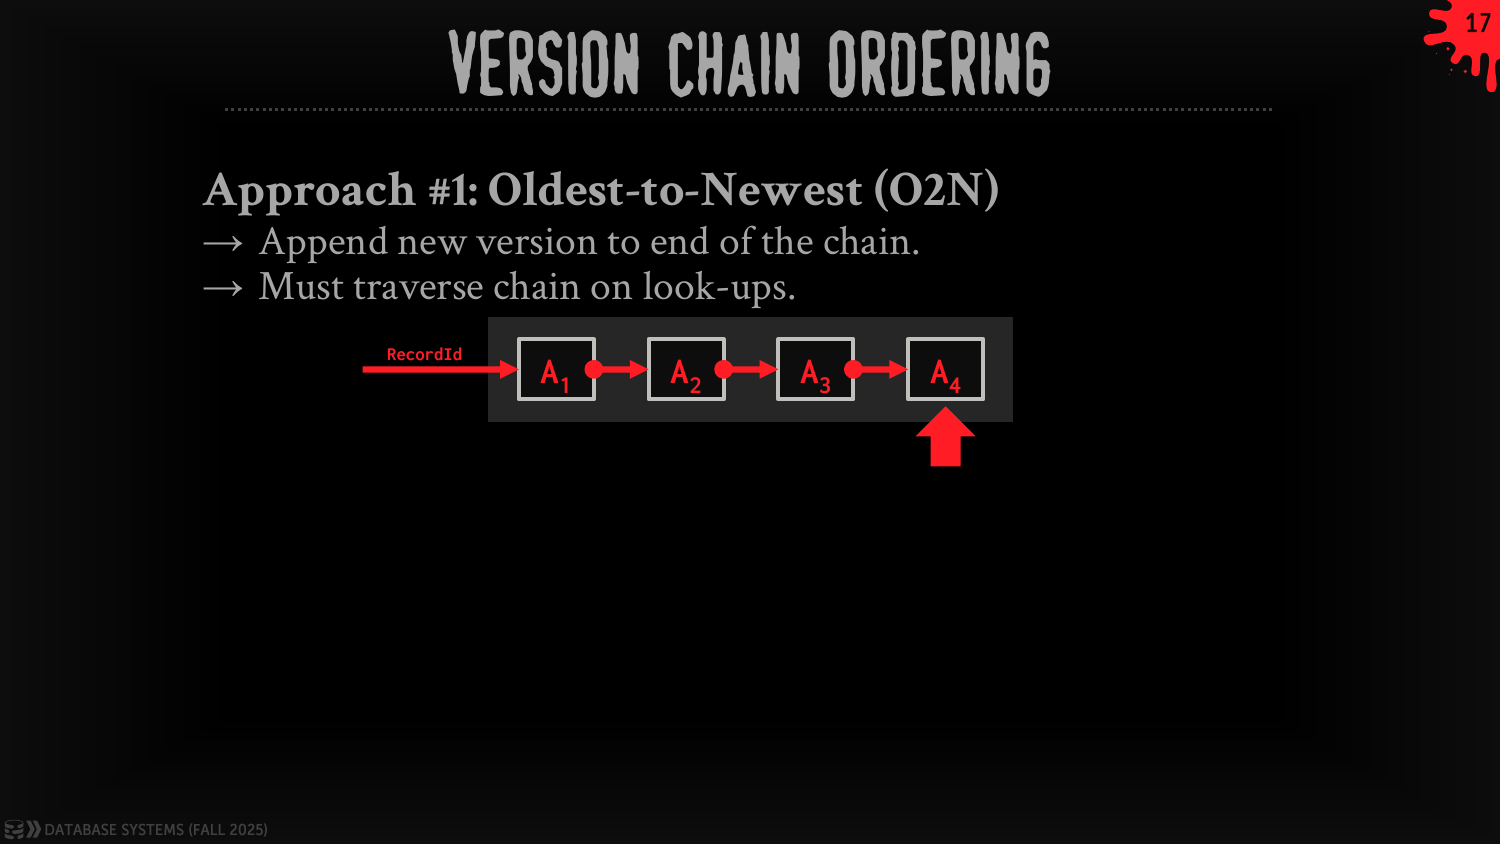 17
VERSION CHAIN ORDERING
Approach #1: Oldest-to-Newest (O2N)
→ Append new version to end of the chain.
→ Must traverse chain on look-ups.
RecordId
A1 A2 A3 A4
DATABASE SYSTEMS (FALL 2025)